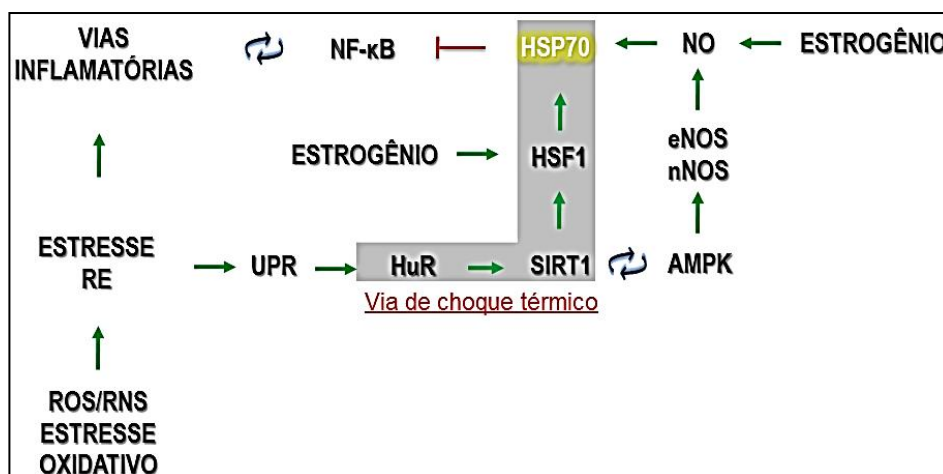 VIAS
INFLAMATÓRIAS
NF-κB
HSP70
NO
ESTROGÊNIO
eNOS
nNOS
ESTROGÊNIO
HSF1
ESTRESSE
RE
UPR
HuR
SIRT1
AMPK
Via de choque térmico
ROS/RNS
ESTRESSE
OXIDATIVO